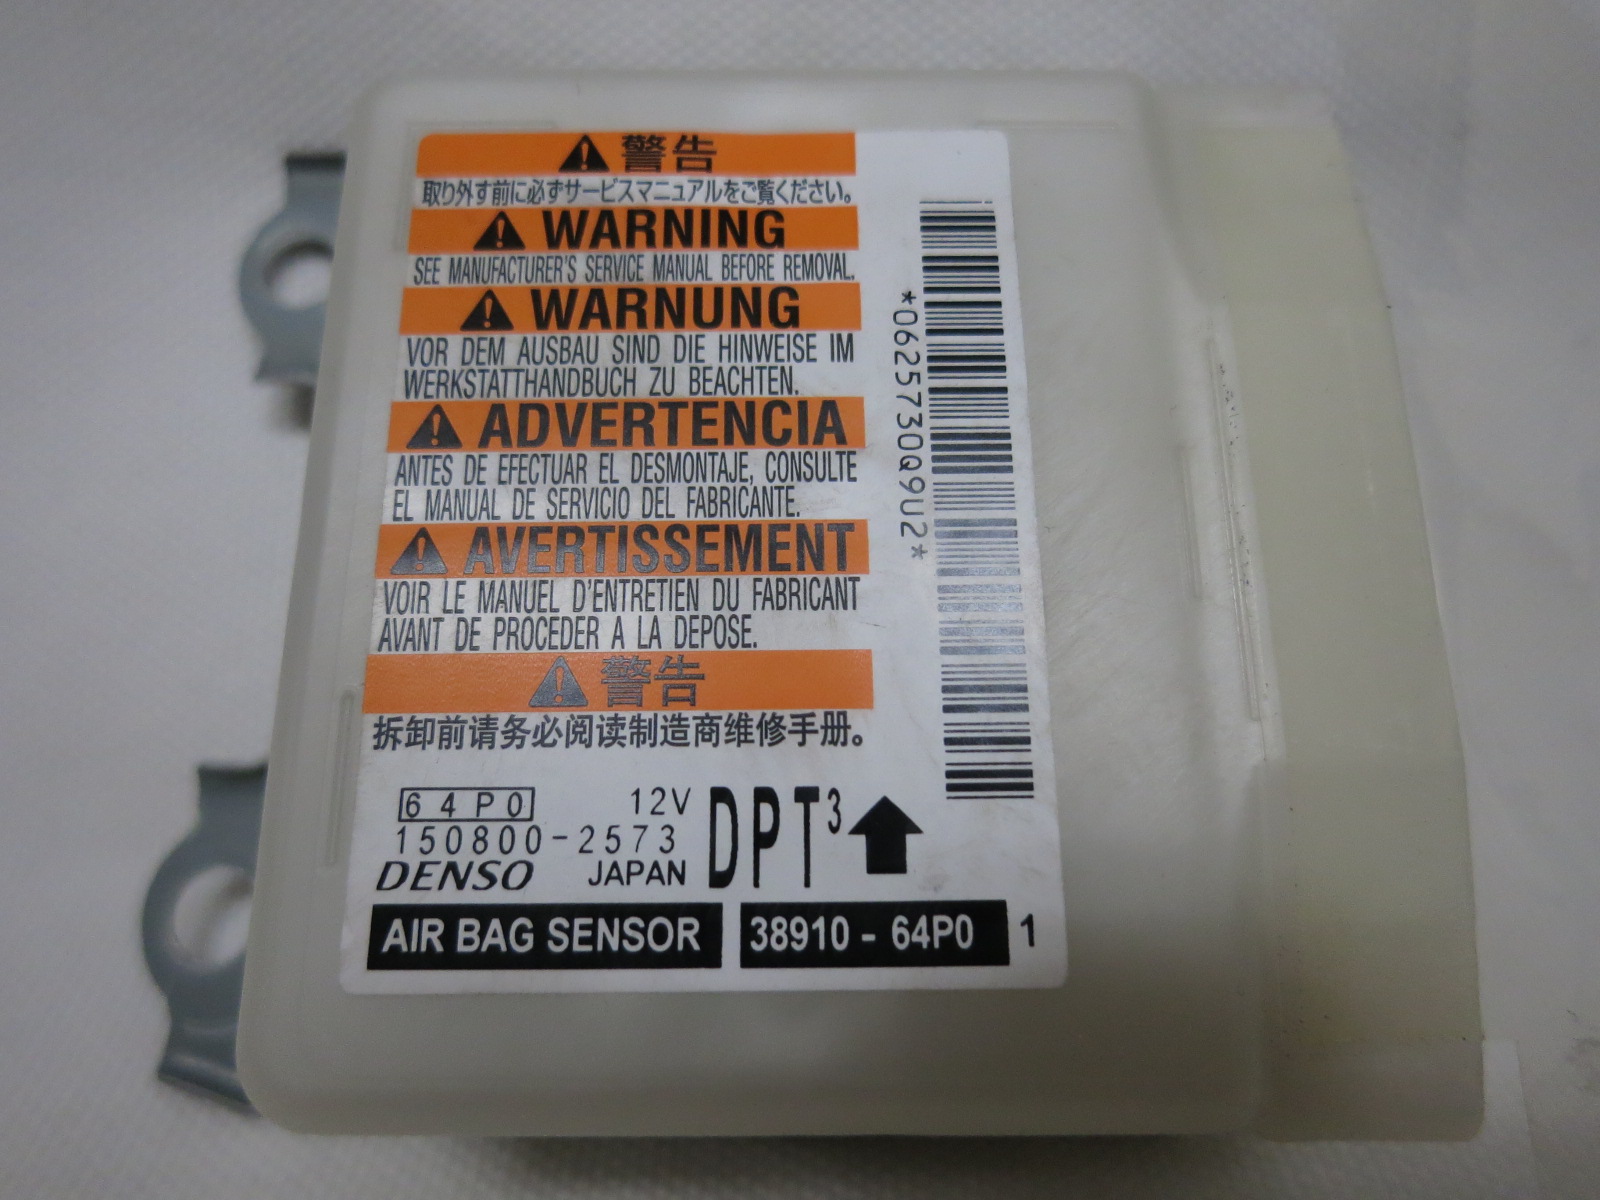 警告
取り外す前に必ずサービスマニュアルをご覧ください。
WARNING
SEE MANUFACTURER'S SERVICE MANUAL BEFORE REMOVAL.
WARNUNG
VOR DEM AUSBAU SIND DIE HINWEISE IM
WERKSTATTHANDBUCH ZU BEACHTEN.
ADVERTENCIA
ANTES DE EFECTUAR EL DESMONTAJE, CONSULTE
EL MANUAL DE SERVICIO DEL FABRICANTE.
AVERTISSEMENT
VOIR LE MANUEL D'ENTRETIEN DU FABRICANT
AVANT DE PROCEDER A LA DEPOSE.
警告
拆卸前请务必阅读制造商维修手册。
*0625730Q9U2*
64P0 12V
150800-2573
DENSO JAPAN
DPT3
AIR BAG SENSOR 38910-64P0 1